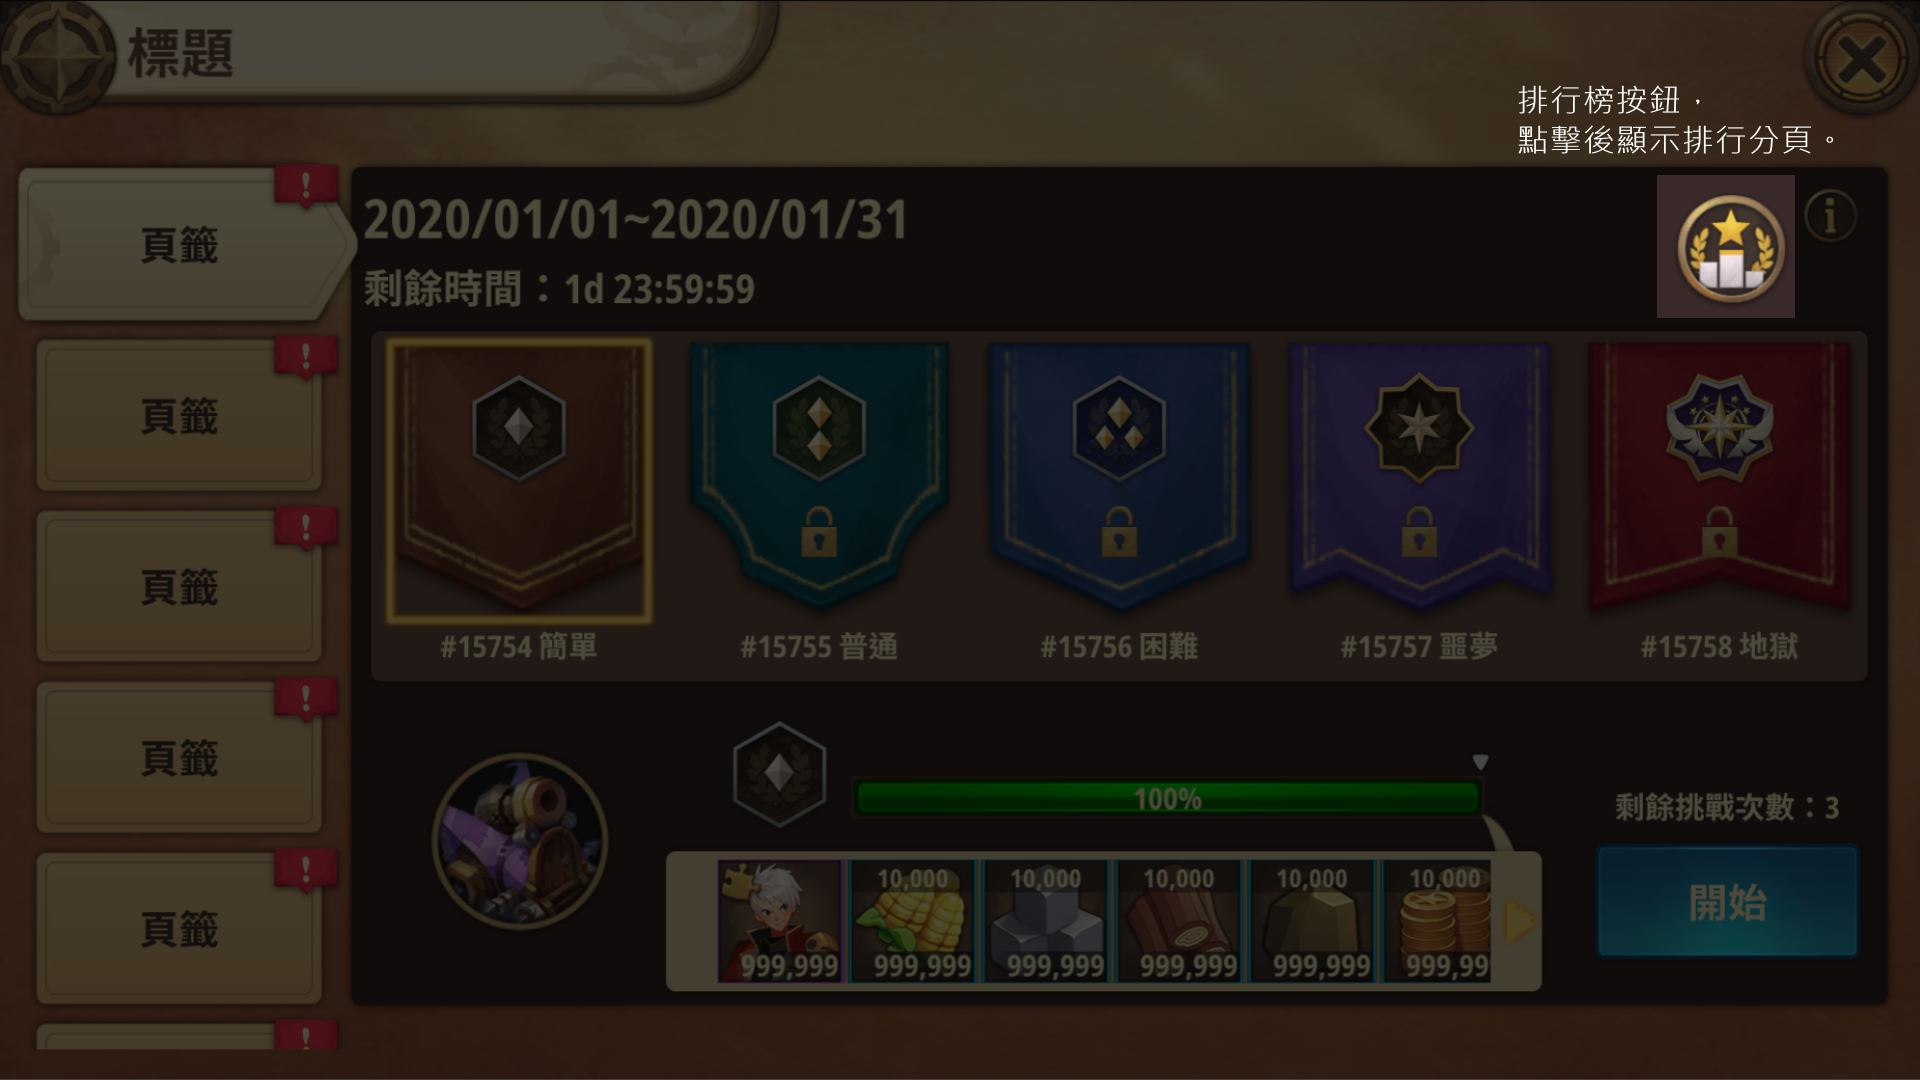 標題
排行榜按鈕，
點擊後顯示排行分頁。
頁籤
頁籤
頁籤
頁籤
頁籤
2020/01/01~2020/01/31
剩餘時間：1d 23:59:59
#15754 簡單
#15755 普通
#15756 困難
#15757 噩夢
#15758 地獄
100%
剩餘挑戰次數：3
開始
10,000
10,000
10,000
10,000
10,000
999,999
999,999
999,999
999,999
999,999
999,99